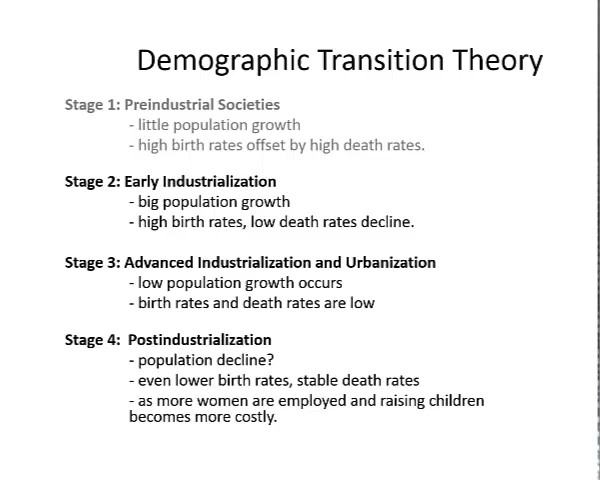 Demographic Transition Theory
Stage 1: Preindustrial Societies
- little population growth
- high birth rates offset by high death rates.
Stage 2: Early Industrialization
- big population growth
- high birth rates, low death rates decline.
Stage 3: Advanced Industrialization and Urbanization
- low population growth occurs
- birth rates and death rates are low
Stage 4:  Postindustrialization
- population decline?
- even lower birth rates, stable death rates
- as more women are employed and raising children
becomes more costly.